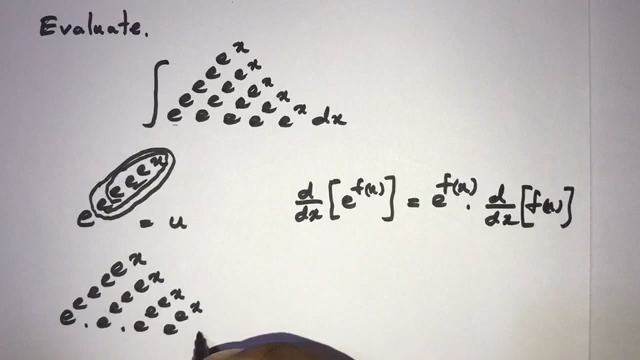 Evaluate.
∫ e^e^e^e^e^x e^e^e^e^x e^e^e^x e^e^x e^x dx
e^e^e^e^e^x = u
d/dx [e^f(x)] = e^f(x) · d/dx [f(x)]
e^e^e^e^e^x · e^e^e^e^x · e^e^e^x e^e^x